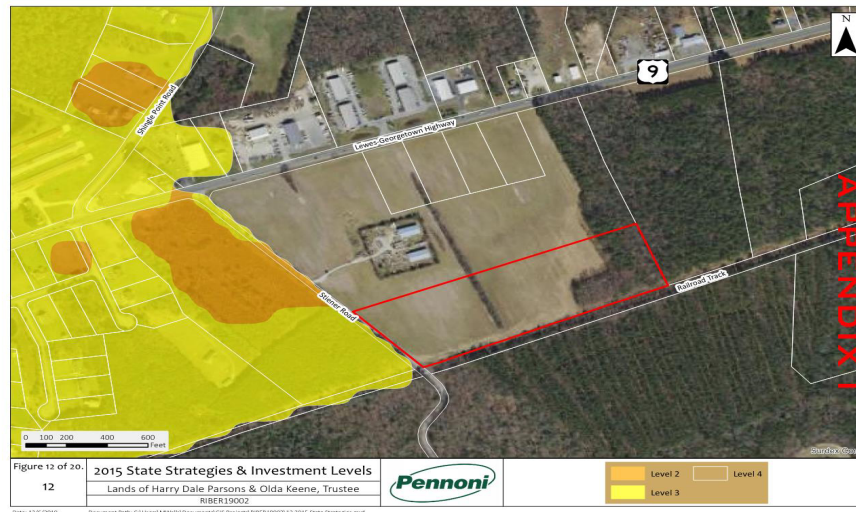 N
9
Shingle Point Road
Lewes-Georgetown Highway
Stiener Road
Railroad Track
APPENDIX I
0 100 200 400 600
Feet
Sussex
Figure 12 of 20.
12
2015 State Strategies & Investment Levels
Lands of Harry Dale Parsons & Olda Keene, Trustee
RIBER19002
Pennoni
Level 2
Level 3
Level 4